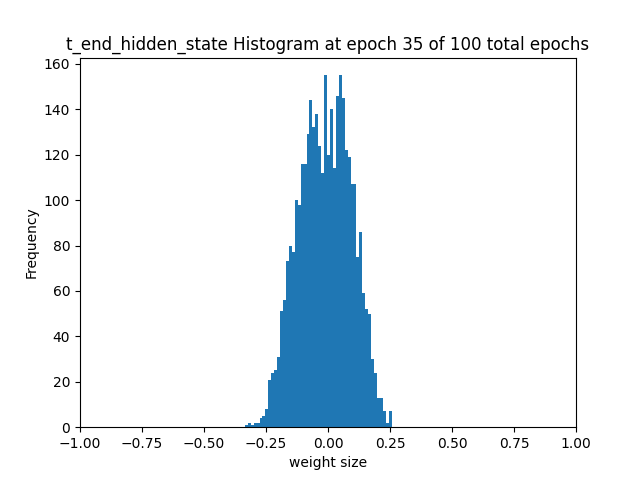 t_end_hidden_state Histogram at epoch 35 of 100 total epochs
160
140
120
100
80
60
40
20
0
Frequency
−1.00 −0.75 −0.50 −0.25 0.00 0.25 0.50 0.75 1.00
weight size